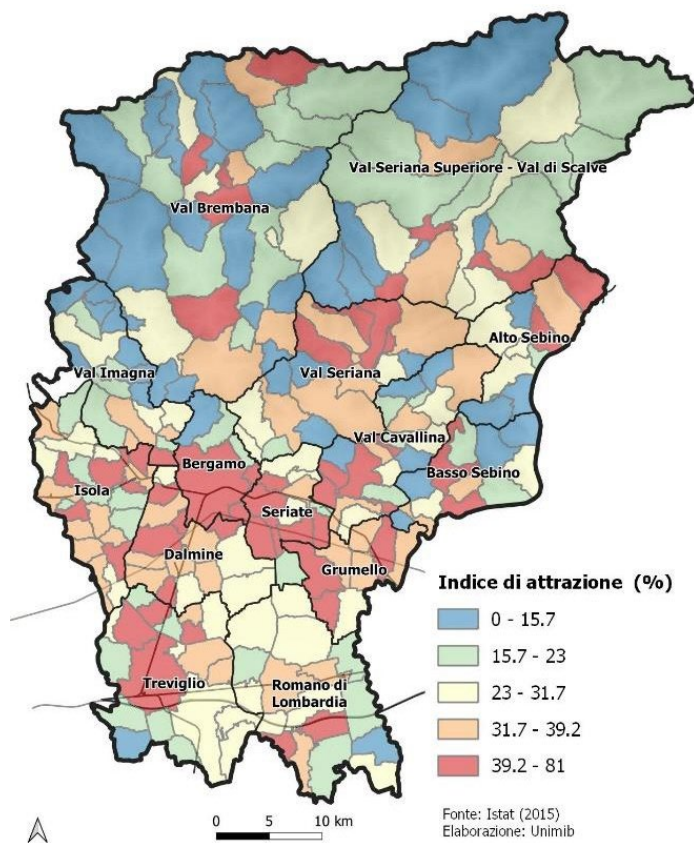 Val Seriana Superiore - Val di Scalve
Val Brembana
Alto Sebino
Val Imagna
Val Seriana
Val Cavallina
Bergamo
Basso Sebino
Isola
Seriate
Dalmine
Grumello
Treviglio
Romano di
Lombardia
Indice di attrazione (%)
0 - 15.7
15.7 - 23
23 - 31.7
31.7 - 39.2
39.2 - 81
Fonte: Istat (2015)
Elaborazione: Unimib
0 5 10 km